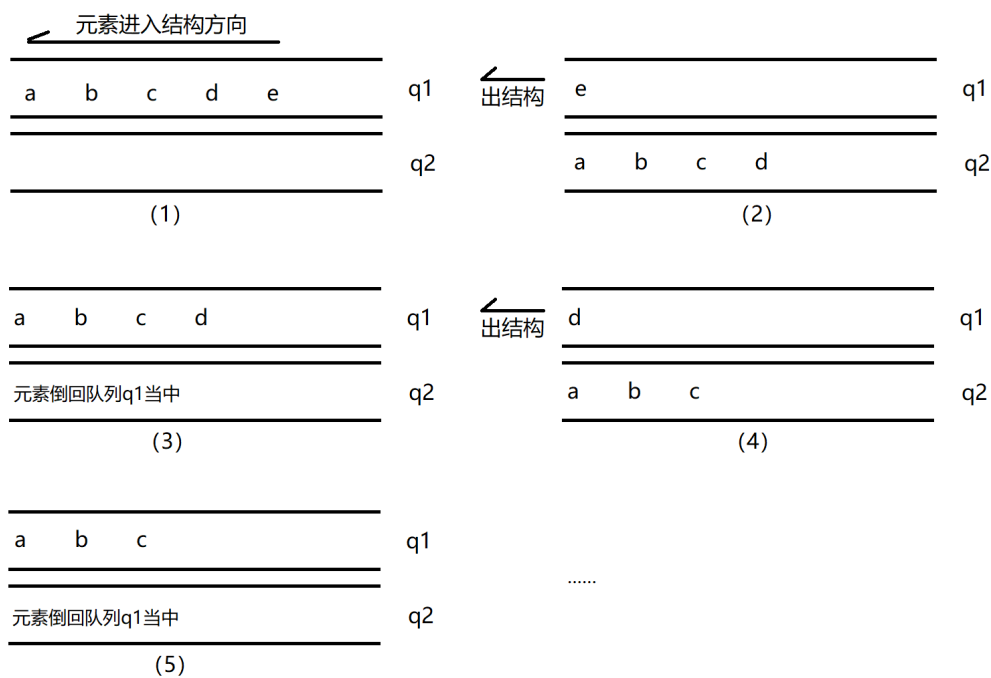 元素进入结构方向
a b c d e q1
q2
(1)
出结构
e q1
a b c d q2
(2)
a b c d q1
元素倒回队列q1当中 q2
(3)
出结构
d q1
a b c q2
(4)
a b c q1
元素倒回队列q1当中 q2
(5)
......